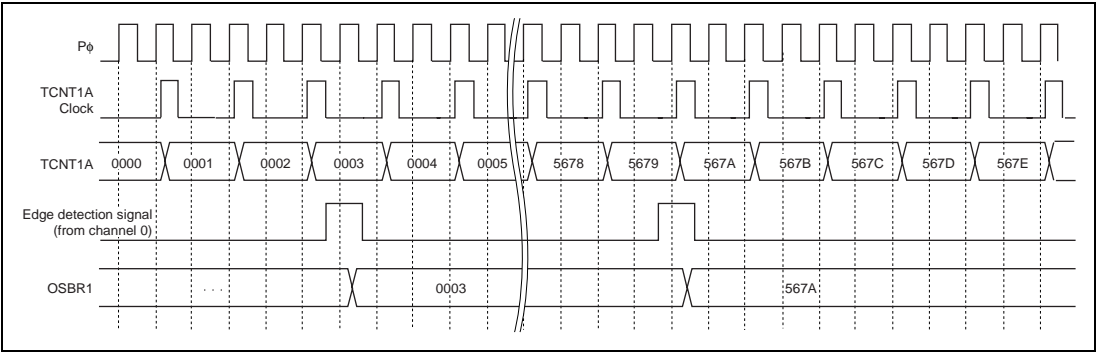 Pϕ
TCNT1A
Clock
TCNT1A 0000 0001 0002 0003 0004 0005 5678 5679 567A 567B 567C 567D 567E
Edge detection signal
(from channel 0)
OSBR1 . . . 0003 567A